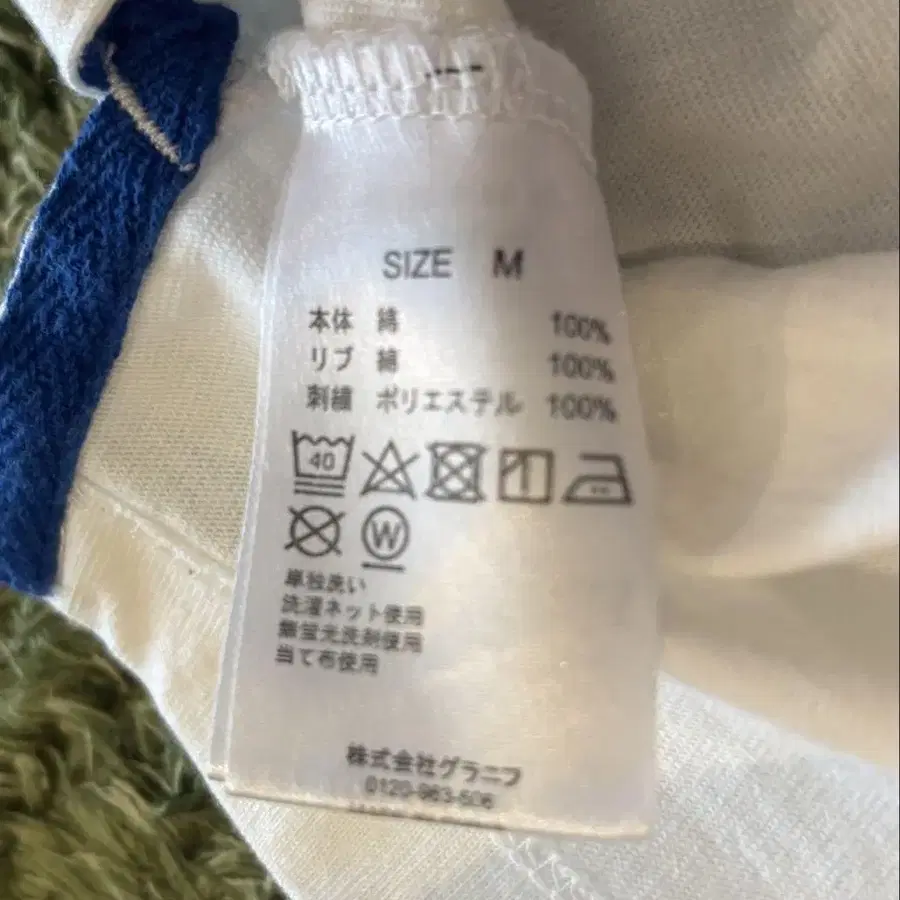 SIZE M
本体 綿 100%
リブ 綿 100%
刺繍 ポリエステル 100%
40
W
単独洗い
洗濯ネット使用
無蛍光洗剤使用
当て布使用
株式会社グラニフ
0120-963-506